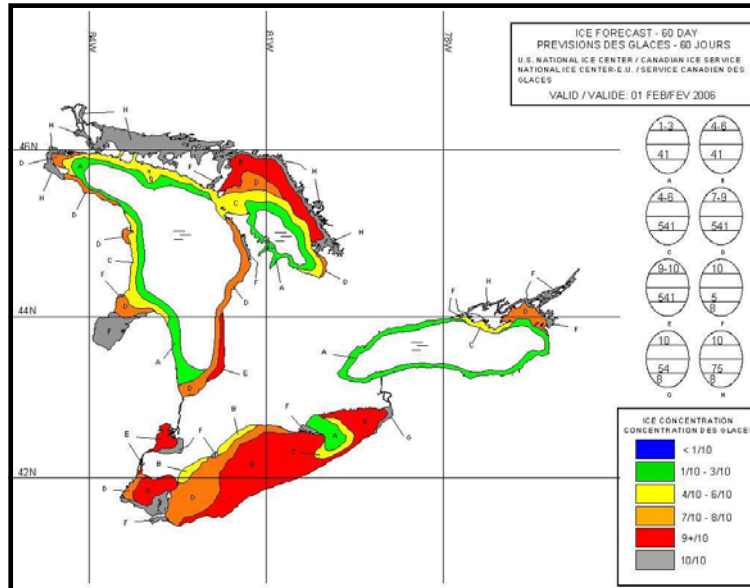 84W
81W
78W
46N
44N
42N
ICE FORECAST - 60 DAY
PREVISIONS DES GLACES - 60 JOURS
U.S. NATIONAL ICE CENTER / CANADIAN ICE SERVICE
NATIONAL ICE CENTER-E.U. / SERVICE CANADIEN DES
GLACES
VALID / VALIDE: 01 FEB/FEV 2006
1-3
41
A
4-6
41
B
4-6
541
C
7-9
541
9-10
541
E
10
5
8
F
10
54
8
G
10
75
8
H
ICE CONCENTRATION
CONCENTRATION DES GLACES
< 1/10
1/10 - 3/10
4/10 - 6/10
7/10 - 8/10
9+/10
10/10